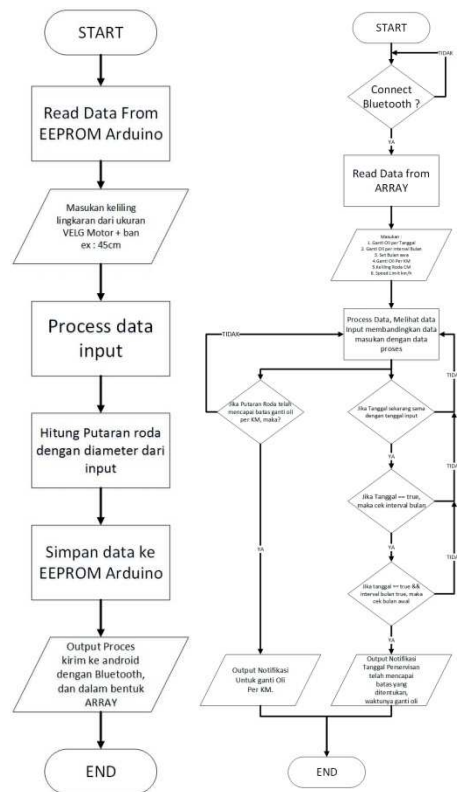 START
Read Data From
EEPROM Arduino
Masukan keliling
lingkaran dari ukuran
VELG Motor + ban
ex : 45cm
Process data
input
Hitung Putaran roda
dengan diameter dari
input
Simpan data ke
EEPROM Arduino
Output Proces
kirim ke android
dengan Bluetooth,
dan dalam bentuk
ARRAY
END
START
TIDAK
Connect
Bluetooth ?
YA
Read Data from
ARRAY
Masukan :
1. Ganti Oli per Tanggal
2. Ganti Oli per interval Bulan
3. Set Bulan awal
4.Ganti Oli Per KM
5.Keliling Roda CM
6. Speed Limit km/h
Process Data, Melihat data
Input membandingkan data
masukan dengan data
proses
TIDAK
TIDAK
Jika Putaran Roda telah
mencapai batas ganti oli
per KM, maka?
Jika Tanggal sekarang sama
dengan tanggal input
YA
TIDAK
Jika Tanggal == true,
maka cek interval bulan
YA
YA
TIDAK
Jika tanggal == true &&
interval bulan true, maka
cek bulan awal
YA
Output Notifikasi
Untuk ganti Oli
Per KM.
Output Notifikasi
Tanggal Perservisan
telah mencapai
batas yang
ditentukan,
waktunya ganti oli
END